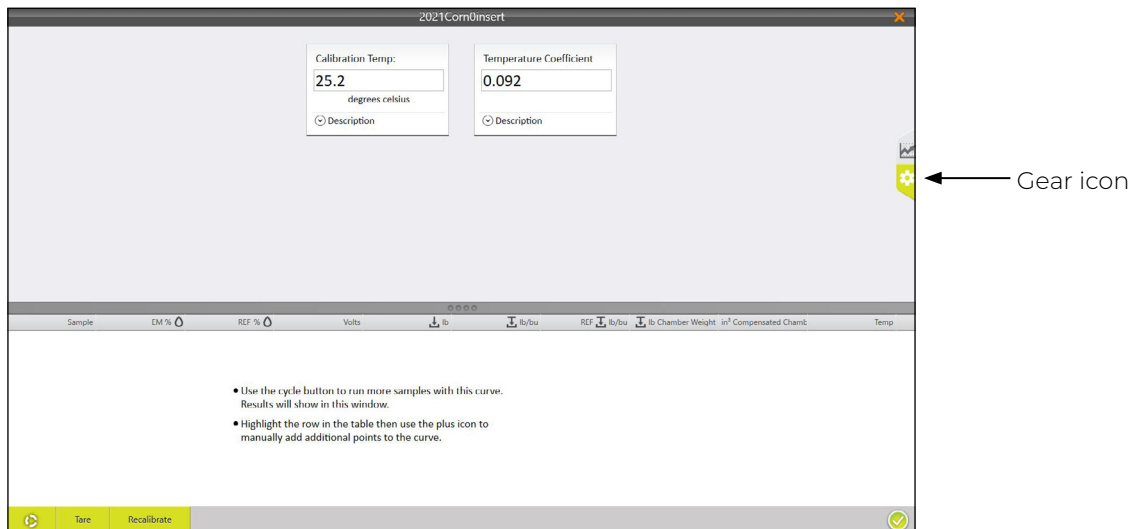 2021Corn0insert
Calibration Temp:
25.2
degrees celsius
Description
Temperature Coefficient
0.092
Description
Gear icon
Sample EM % REF % Volts lb lb/bu REF lb/bu lb Chamber Weight in³ Compensated Chamb Temp
• Use the cycle button to run more samples with this curve.
Results will show in this window.
• Highlight the row in the table then use the plus icon to
manually add additional points to the curve.
Tare Recalibrate